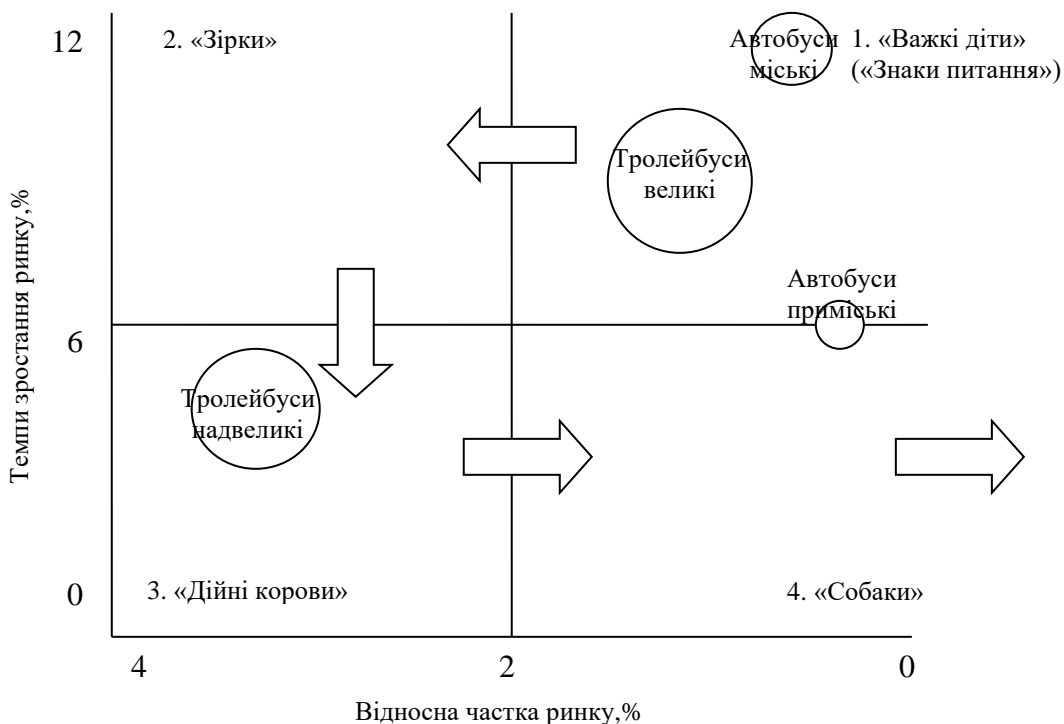 12
2. «Зірки»
Автобуси
міські
1. «Важкі діти»
(«Знаки питання»)
Тролейбуси
великі
Темпи зростання ринку,%
Автобуси
приміські
6
Тролейбуси
надвеликі
0
3. «Дійні корови»
4. «Собаки»
4
2
0
Відносна частка ринку,%